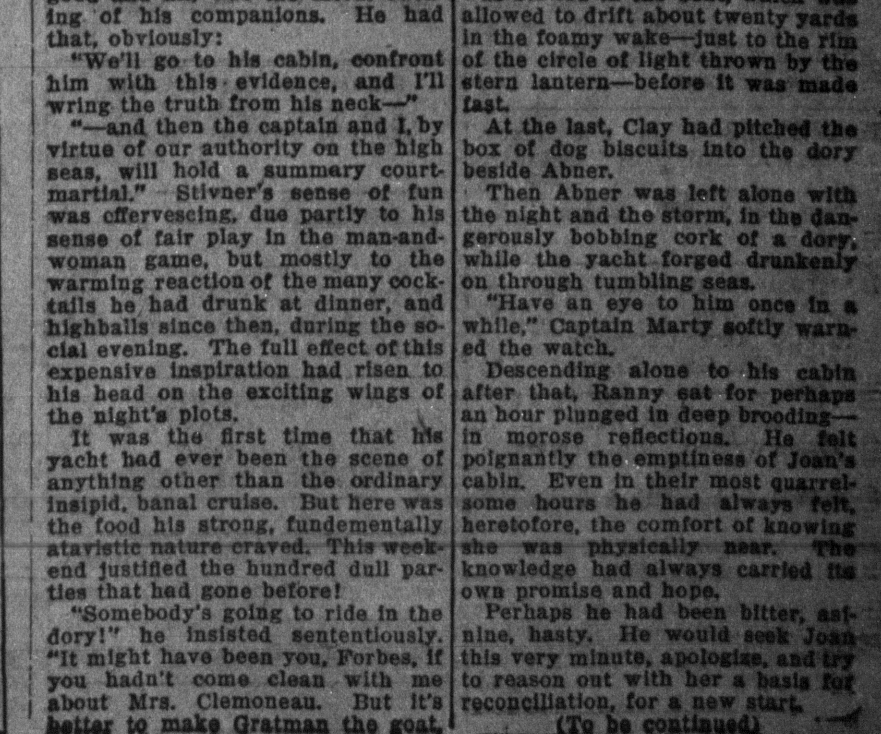 ing of his companions. He had
that, obviously:
"We'll go to his cabin, confront
him with this evidence, and I'll
wring the truth from his neck—"
"—and then the captain and I, by
virtue of our authority on the high
seas, will hold a summary court-
martial." Stivner's sense of fun
was effervescing, due partly to his
sense of fair play in the man-and-
woman game, but mostly to the
warming reaction of the many cock-
tails he had drunk at dinner, and
highballs since then, during the so-
cial evening. The full effect of this
expensive inspiration had risen to
his head on the exciting wings of
the night's plots.
It was the first time that his
yacht had ever been the scene of
anything other than the ordinary
insipid, banal cruise. But here was
the food his strong, fundementally
atavistic nature craved. This week-
end justified the hundred dull par-
ties that had gone before!
"Somebody's going to ride in the
dory!" he insisted sententiously.
"It might have been you, Forbes, if
you hadn't come clean with me
about Mrs. Clemoneau. But it's
better to make Gratman the goat,
allowed to drift about twenty yards
in the foamy wake—just to the rim
of the circle of light thrown by the
stern lantern—before it was made
fast.
At the last, Clay had pitched the
box of dog biscuits into the dory
beside Abner.
Then Abner was left alone with
the night and the storm, in the dan-
gerously bobbing cork of a dory,
while the yacht forged drunkenly
on through tumbling seas.
"Have an eye to him once in a
while," Captain Marty softly warn-
ed the watch.
Descending alone to his cabin
after that, Ranny sat for perhaps
an hour plunged in deep brooding—
in morose reflections. He felt
poignantly the emptiness of Joan's
cabin. Even in their most quarrel-
some hours he had always felt,
heretofore, the comfort of knowing
she was physically near. The
knowledge had always carried its
own promise and hope.
Perhaps he had been bitter, asi-
nine, hasty. He would seek Joan
this very minute, apologize, and try
to reason out with her a basis for
reconciliation, for a new start.
(To be continued)